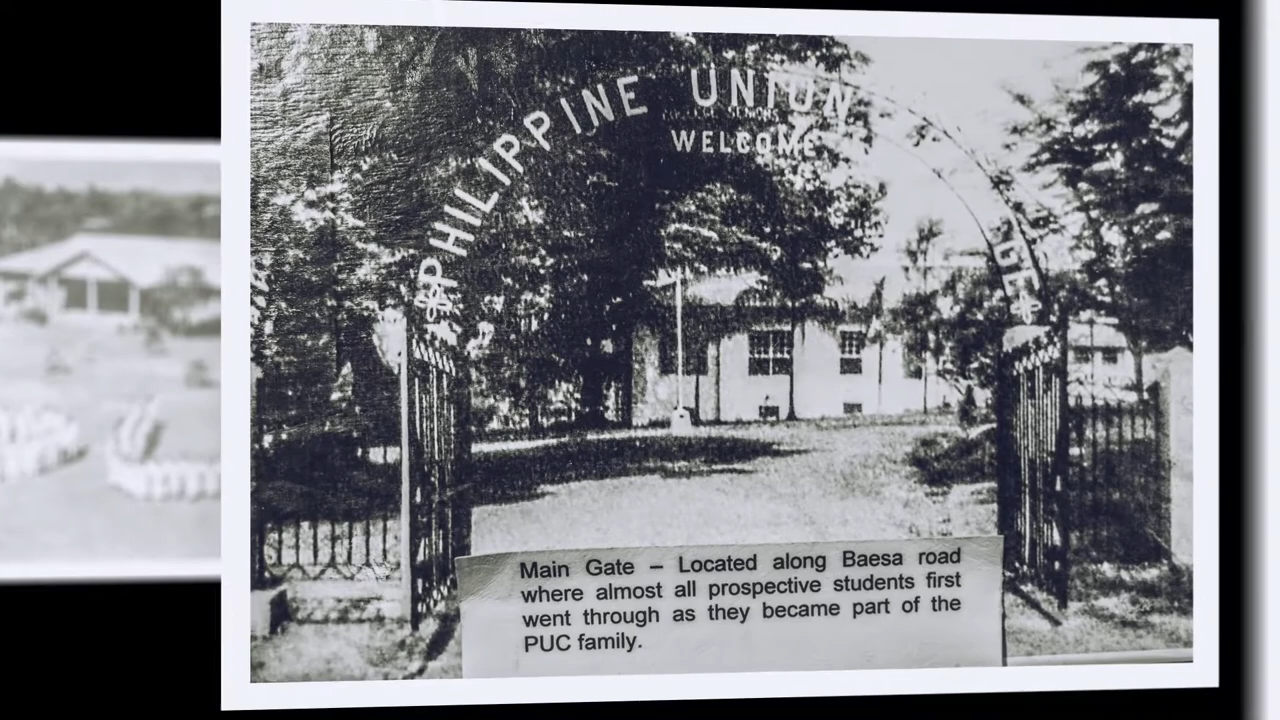 PHILIPPINE UNION
WELCOME
Main Gate – Located along Baesa road
where almost all prospective students first
went through as they became part of the
PUC family.